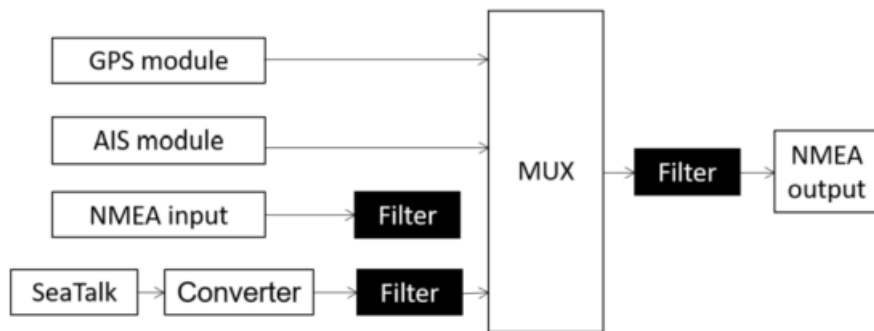 GPS module
AIS module
NMEA input
Filter
SeaTalk
Converter
Filter
MUX
Filter
NMEA
output